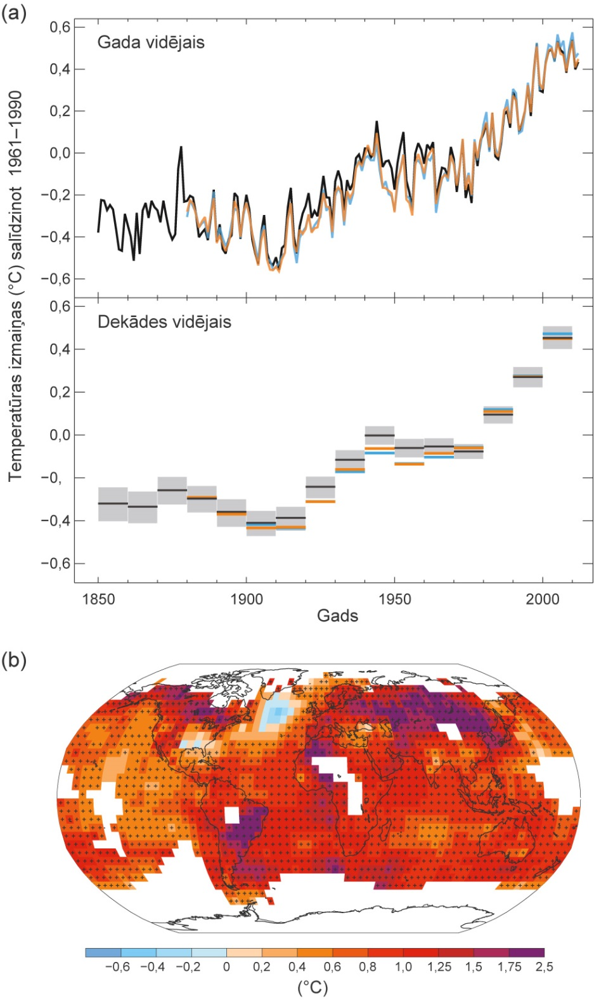 (a)
Gada vidējais
0,6
0,4
0,2
0,0
−0,2
−0,4
−0,6
Temperatūras izmaiņas (°C) salīdzinot 1961–1990
Dekādes vidējais
0,6
0,4
0,2
0,0
−0,
−0,4
−0,6
1850 1900 1950 2000
Gads
(b)
−0,6 −0,4 −0,2 0 0,2 0,4 0,6 0,8 1,0 1,25 1,5 1,75 2,5
(°C)